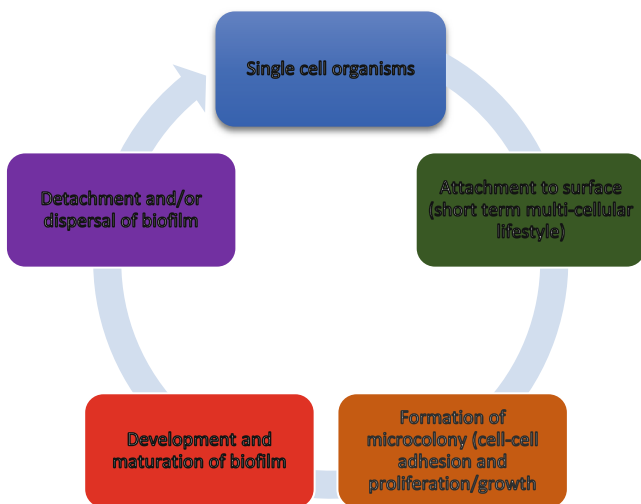 Single cell organisms
Attachment to surface
(short term multi-cellular
lifestyle)
Formation of
microcolony (cell-cell
adhesion and
proliferation/growth
Development and
maturation of biofilm
Detachment and/or
dispersal of biofilm